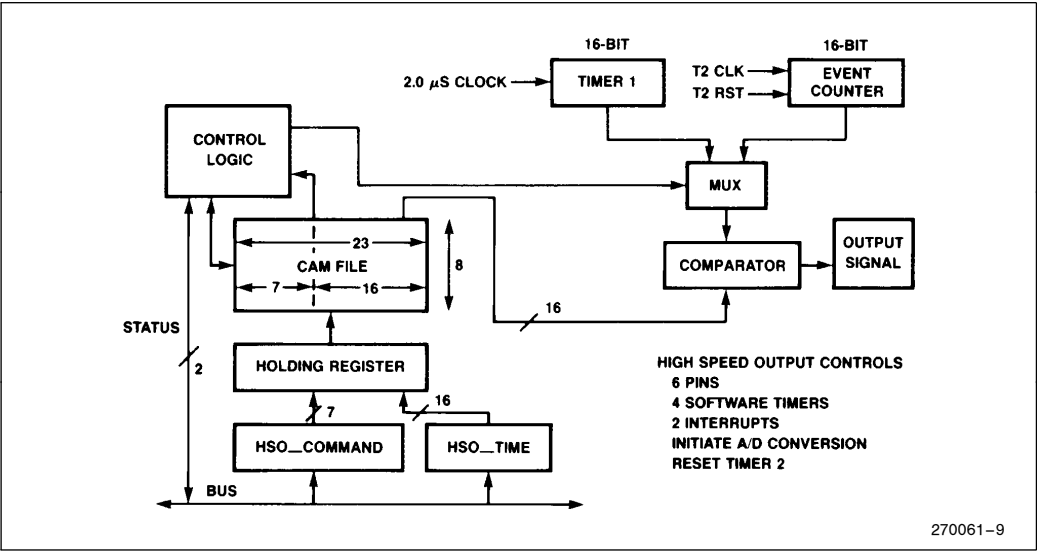 16-BIT
16-BIT
2.0 μS CLOCK
TIMER 1
T2 CLK
T2 RST
EVENT
COUNTER
CONTROL
LOGIC
MUX
23
CAM FILE
7
16
8
COMPARATOR
OUTPUT
SIGNAL
16
STATUS
2
HOLDING REGISTER
7
16
HSO_COMMAND
HSO_TIME
BUS
HIGH SPEED OUTPUT CONTROLS
6 PINS
4 SOFTWARE TIMERS
2 INTERRUPTS
INITIATE A/D CONVERSION
RESET TIMER 2
270061–9